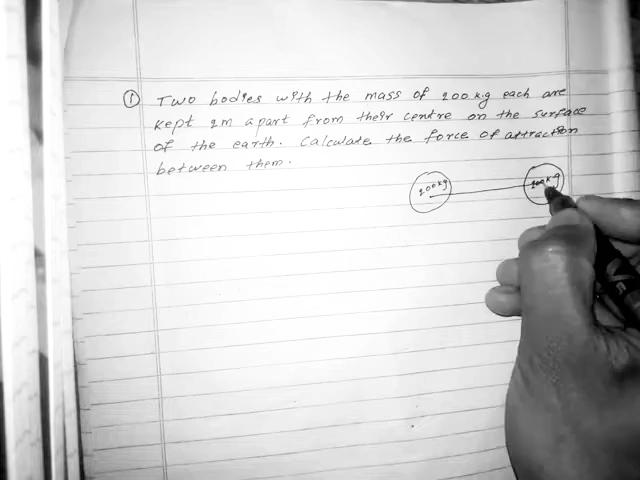 ① Two bodies with the mass of 200 kg each are
kept 2m apart from their centre on the surface
of the earth. Calculate the force of attraction
between them.
200kg 200kg